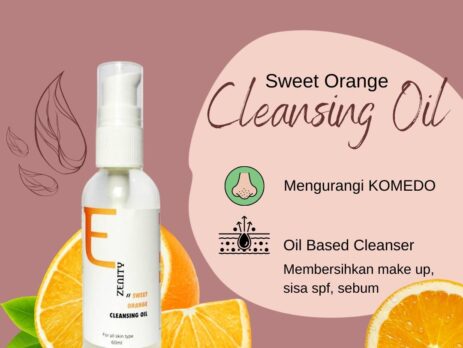 Sweet Orange
Cleansing Oil
Mengurangi KOMEDO
Oil Based Cleanser
Membersihkan make up,
sisa spf, sebum
E
ZENITY
SWEET
ORANGE
CLEANSING OIL
For all skin type
60ml